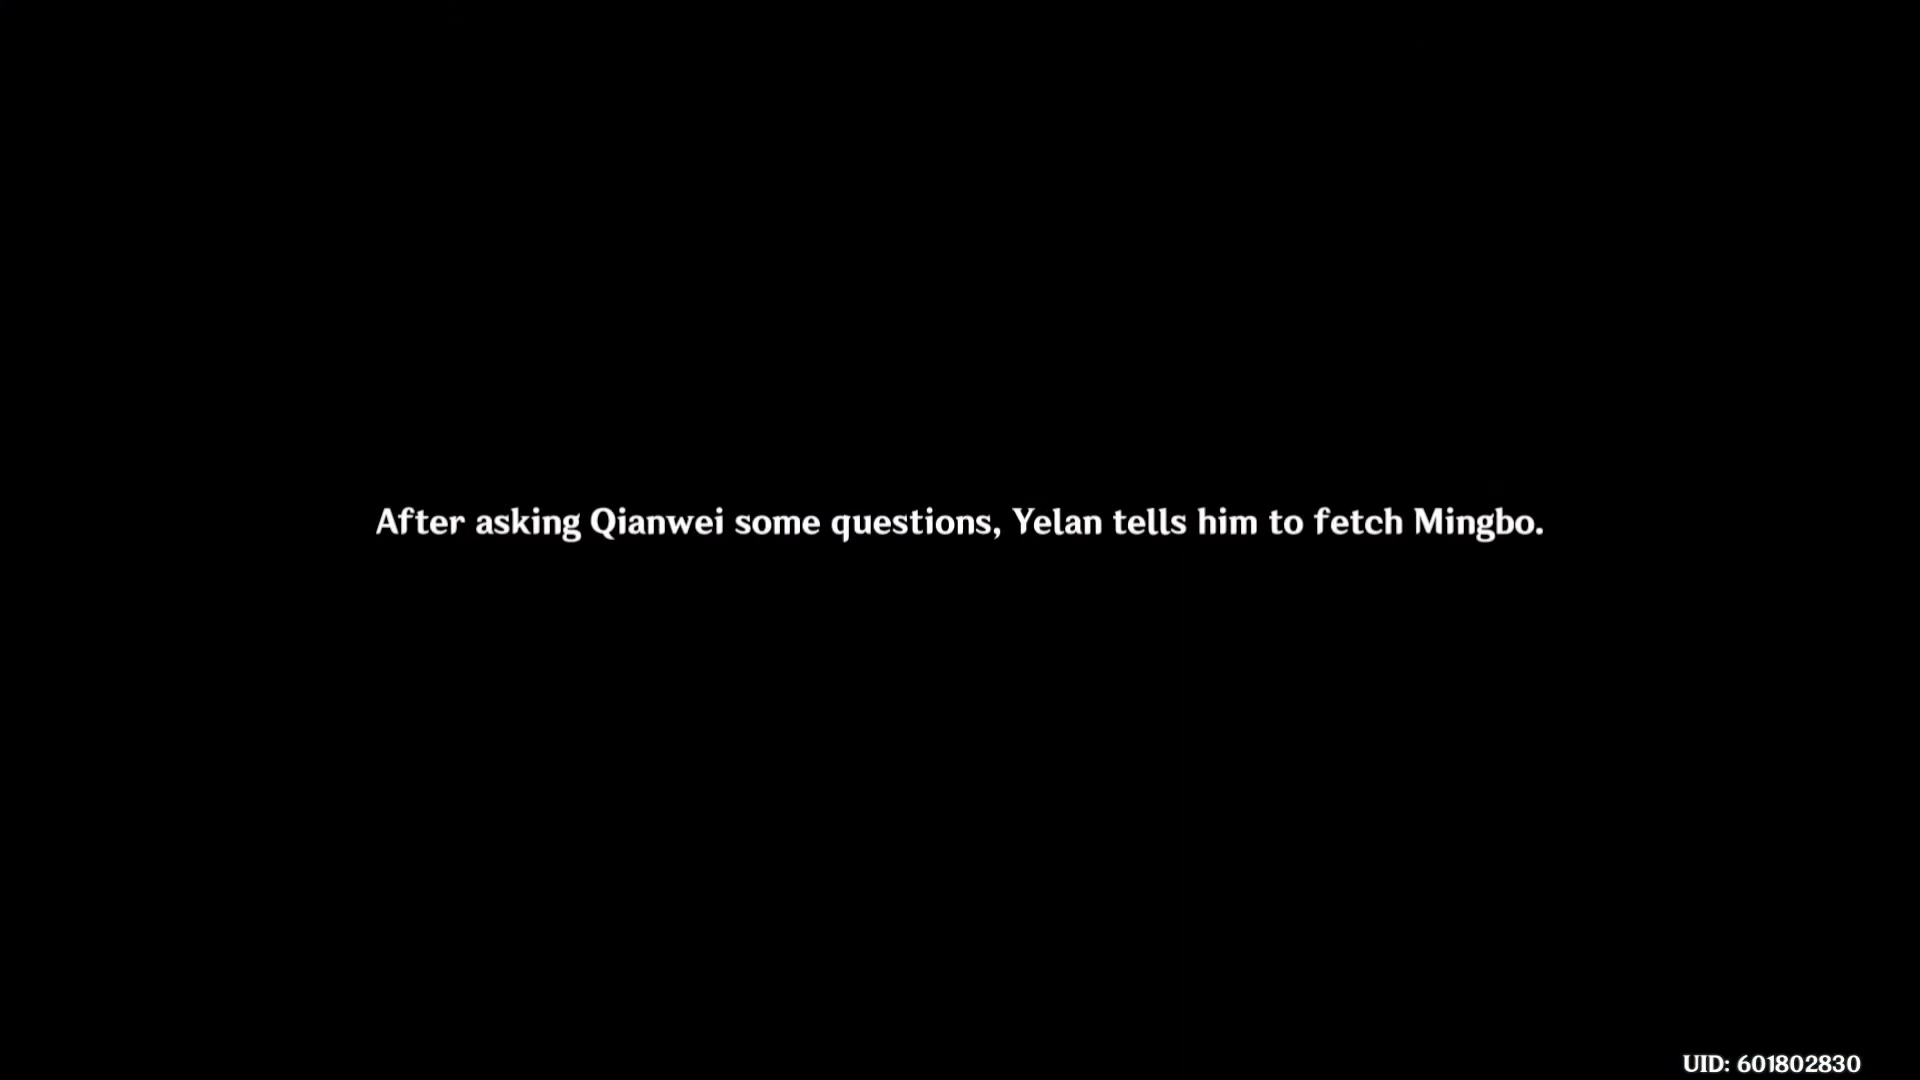 After asking Qianwei some questions, Yelan tells him to fetch Mingbo.
UID: 601802830